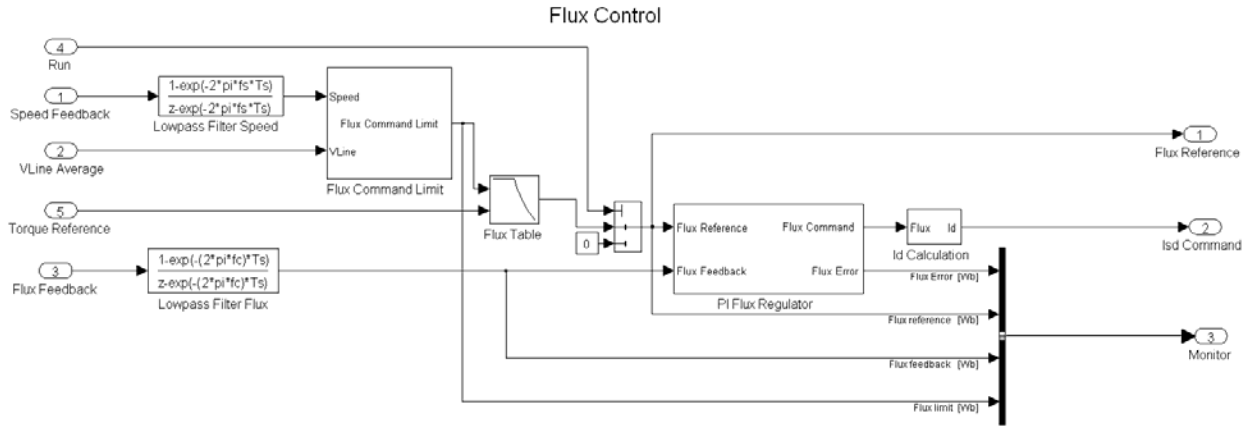 Flux Control
4
Run
1
Speed Feedback
1-exp(-2*pi*fs*Ts)
z-exp(-2*pi*fs*Ts)
Lowpass Filter Speed
2
VLine Average
Speed
Flux Command Limit
VLine
Flux Command Limit
5
Torque Reference
Flux Table
0
3
Flux Feedback
1-exp(-(2*pi*fc)*Ts)
z-exp(-(2*pi*fc)*Ts)
Lowpass Filter Flux
Flux Reference
Flux Command
Flux Feedback
Flux Error
PI Flux Regulator
Flux
Id
Id Calculation
Flux Error [Wb]
Flux reference [Wb]
Flux feedback [Wb]
Flux limit [Wb]
1
Flux Reference
2
Isd Command
3
Monitor